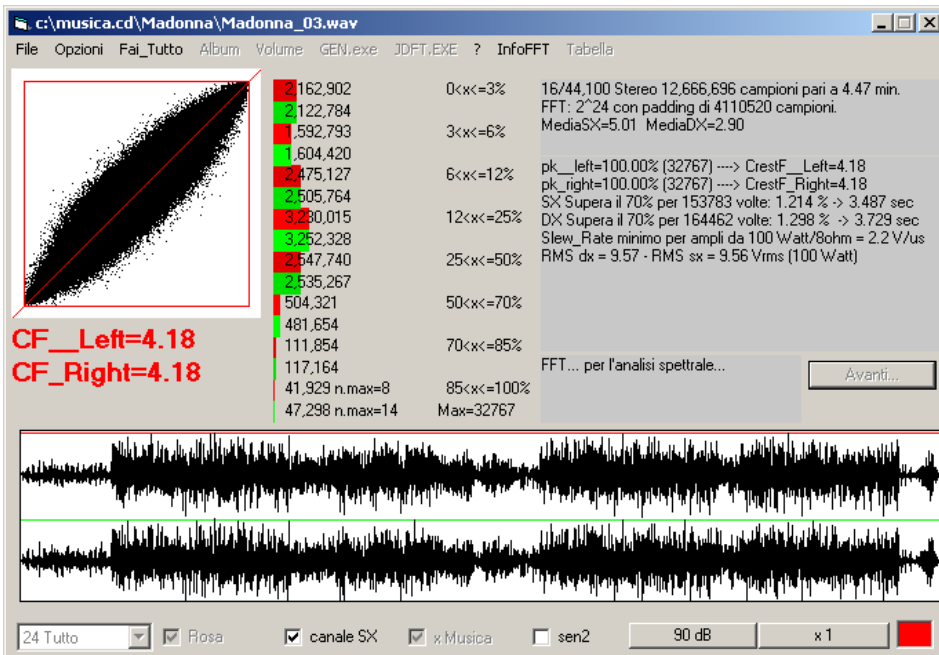 c:\musica.cd\Madonna\Madonna_03.wav
File Opzioni Fai_Tutto Album Volume GEN.exe JDFT.EXE ? InfoFFT Tabella
2,162,902 0<x<=3%
2,122,784
1,592,793 3<x<=6%
1,604,420
2,475,127 6<x<=12%
2,505,764
3,230,015 12<x<=25%
3,252,328
2,547,740 25<x<=50%
2,535,267
504,321 50<x<=70%
481,654
111,854 70<x<=85%
117,164
41,929 n.max=8 85<x<=100%
47,298 n.max=14 Max=32767
16/44,100 Stereo 12,666,696 campioni pari a 4.47 min.
FFT: 2^24 con padding di 4110520 campioni.
MediaSX=5.01 MediaDX=2.90
pk__left=100.00% (32767) ----> CrestF__Left=4.18
pk_right=100.00% (32767) ----> CrestF_Right=4.18
SX Supera il 70% per 153783 volte: 1.214 % -> 3.487 sec
DX Supera il 70% per 164462 volte: 1.298 % -> 3.729 sec
Slew_Rate minimo per ampli da 100 Watt/8ohm = 2.2 V/us
RMS dx = 9.57 - RMS sx = 9.56 Vrms (100 Watt)
CF__Left=4.18
CF_Right=4.18
FFT... per l'analisi spettrale...
Avanti...
24 Tutto Rosa canale SX x Musica sen2 90 dB x 1